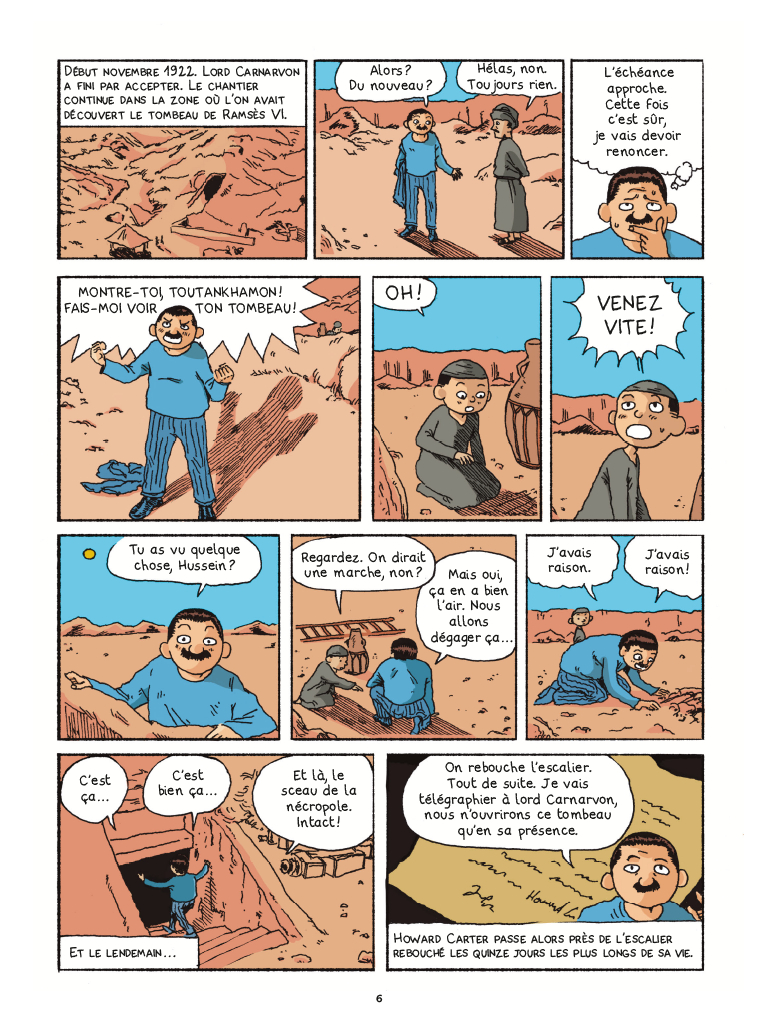 DÉBUT NOVEMBRE 1922. LORD CARNARVON
A FINI PAR ACCEPTER. LE CHANTIER
CONTINUE DANS LA ZONE OÙ L'ON AVAIT
DÉCOUVERT LE TOMBEAU DE RAMSÈS VI.
Alors?
Du nouveau?
Hélas, non.
Toujours rien.
L'échéance
approche.
Cette fois
c'est sûr,
je vais devoir
renoncer.
MONTRE-TOI, TOUTANKHAMON!
FAIS-MOI VOIR TON TOMBEAU!
OH!
VENEZ
VITE!
Tu as vu quelque
chose, Hussein?
Regardez. On dirait
une marche, non?
Mais oui,
ça en a bien
l'air. Nous
allons
dégager ça...
J'avais
raison.
J'avais
raison!
C'est
ça...
C'est
bien ça...
Et là, le
sceau de la
nécropole.
Intact!
ET LE LENDEMAIN...
On rebouche l'escalier.
Tout de suite. Je vais
télégraphier à lord Carnarvon,
nous n'ouvrirons ce tombeau
qu'en sa présence.
Howard
HOWARD CARTER PASSE ALORS PRÈS DE L'ESCALIER
REBOUCHÉ LES QUINZE JOURS LES PLUS LONGS DE SA VIE.
6